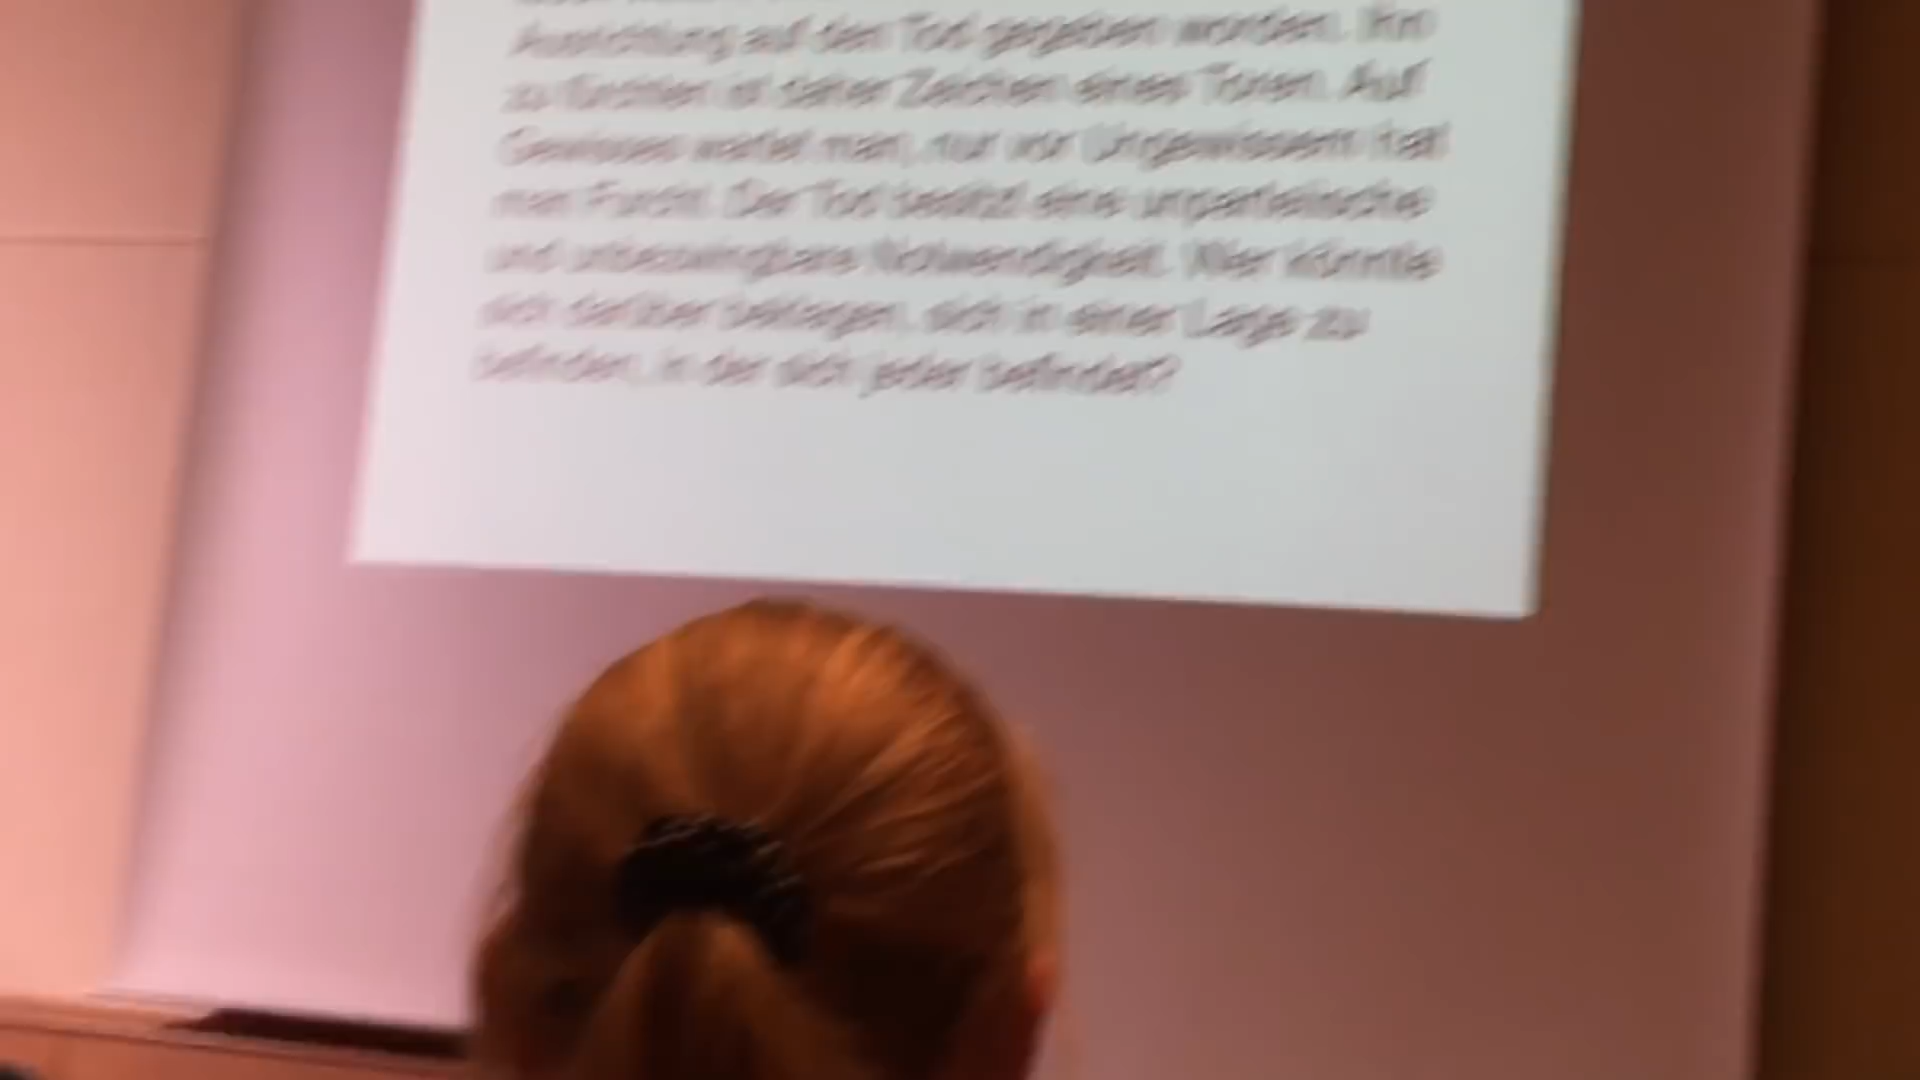 Ausrichtung auf den Tod gegeben worden. Ihn
zu fürchten ist daher Zeichen eines Toren. Auf
Gewisses wartet man, nur vor Ungewissem hat
man Furcht. Der Tod besitzt eine unparteiische
und unbezwingbare Notwendigkeit. Wer könnte
sich darüber beklagen, sich in einer Lage zu
befinden, in der sich jeder befindet?